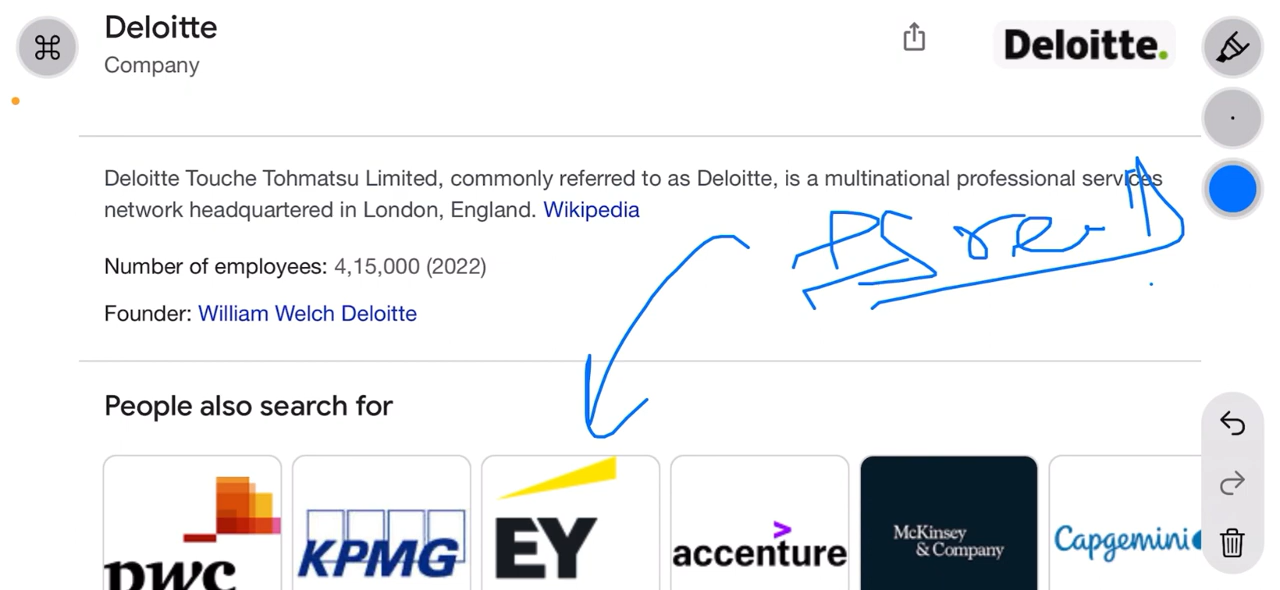 Deloitte
Company
Deloitte.
Deloitte Touche Tohmatsu Limited, commonly referred to as Deloitte, is a multinational professional services
network headquartered in London, England. Wikipedia
Number of employees: 4,15,000 (2022)
Founder: William Welch Deloitte
People also search for
pwc
KPMG
EY
accenture
McKinsey
& Company
Capgemini